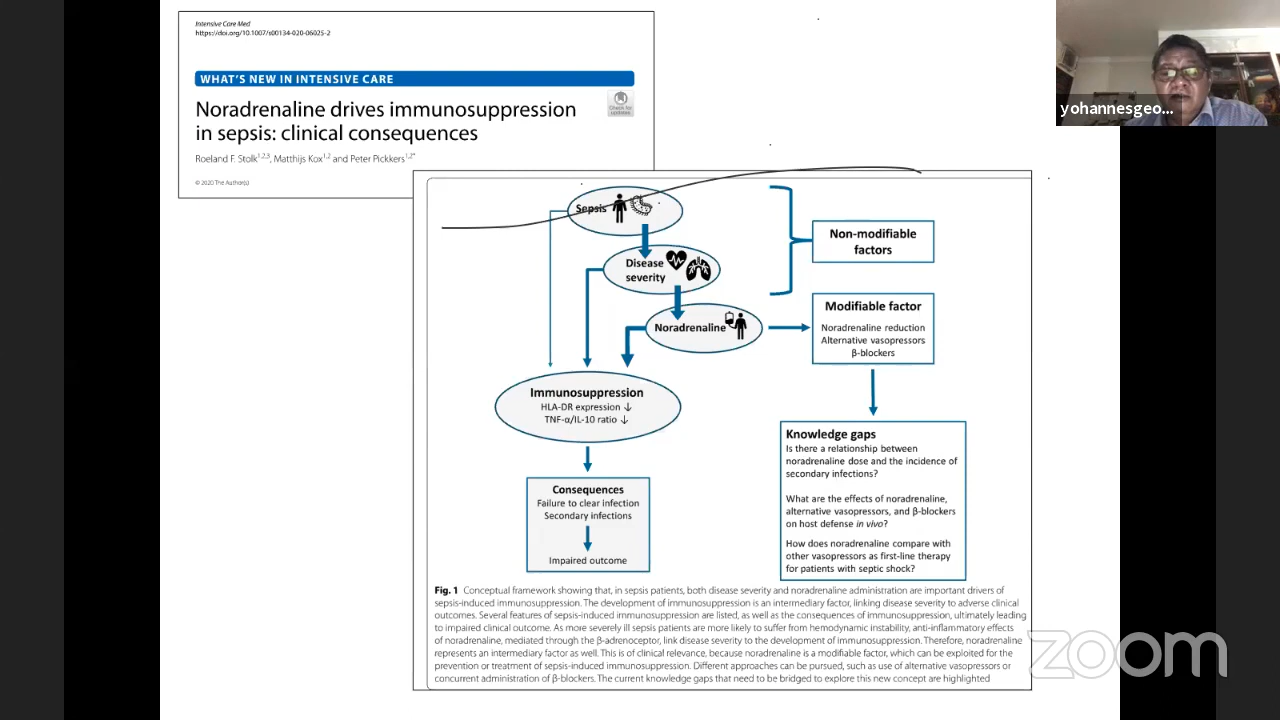 Intensive Care Med
https://doi.org/10.1007/s00134-020-06025-2
WHAT'S NEW IN INTENSIVE CARE
Noradrenaline drives immunosuppression
in sepsis: clinical consequences
Check for
updates
Roeland F. Stolk1,2,3, Matthijs Kox1,2 and Peter Pickkers1,2*
© 2020 The Author(s)
yohannesgeo...
Sepsis
Disease
severity
Noradrenaline
Non-modifiable
factors
Modifiable factor
Noradrenaline reduction
Alternative vasopressors
β-blockers
Immunosuppression
HLA-DR expression ↓
TNF-α/IL-10 ratio ↓
Consequences
Failure to clear infection
Secondary infections
Impaired outcome
Knowledge gaps
Is there a relationship between
noradrenaline dose and the incidence of
secondary infections?
What are the effects of noradrenaline,
alternative vasopressors, and β-blockers
on host defense in vivo?
How does noradrenaline compare with
other vasopressors as first-line therapy
for patients with septic shock?
Fig. 1 Conceptual framework showing that, in sepsis patients, both disease severity and noradrenaline administration are important drivers of
sepsis-induced immunosuppression. The development of immunosuppression is an intermediary factor, linking disease severity to adverse clinical
outcomes. Several features of sepsis-induced immunosuppression are listed, as well as the consequences of immunosuppression, ultimately leading
to impaired clinical outcome. As more severely ill sepsis patients are more likely to suffer from hemodynamic instability, anti-inflammatory effects
of noradrenaline, mediated through the β-adrenoceptor, link disease severity to the development of immunosuppression. Therefore, noradrenaline
represents an intermediary factor as well. This is of clinical relevance, because noradrenaline is a modifiable factor, which can be exploited for the
prevention or treatment of sepsis-induced immunosuppression. Different approaches can be pursued, such as use of alternative vasopressors or
concurrent administration of β-blockers. The current knowledge gaps that need to be bridged to explore this new concept are highlighted
zoom